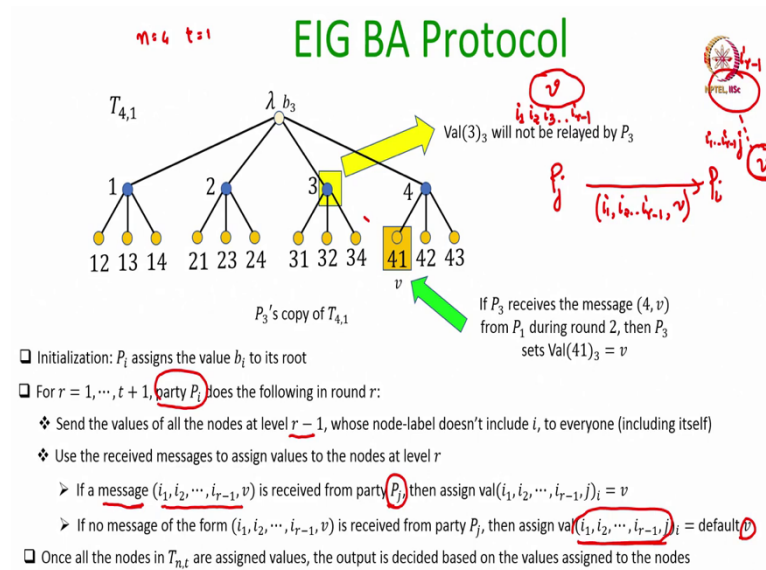 n=4 t=1
EIG BA Protocol
i r-1
NPTEL, IISc
T4,1
λ b3
v
i1 i2 i3 .. ir-1
Val(3)3 will not be relayed by P3
i1 .. ir-1 j
v
1 2 3 4
Pj Pi
(i1, i2 .. ir-1, v)
12 13 14 21 23 24 31 32 34 41 42 43
v
P3's copy of T4,1
If P3 receives the message (4, v)
from P1 during round 2, then P3
sets Val(41)3 = v
❑ Initialization: Pi assigns the value bi to its root
❑ For r = 1, ⋯, t + 1, party Pi does the following in round r:
❖ Send the values of all the nodes at level r − 1, whose node-label doesn't include i, to everyone (including itself)
❖ Use the received messages to assign values to the nodes at level r
➢ If a message (i1, i2, ⋯, ir−1, v) is received from party Pj, then assign val(i1, i2, ⋯, ir−1, j)i = v
➢ If no message of the form (i1, i2, ⋯, ir−1, v) is received from party Pj, then assign val(i1, i2, ⋯, ir−1, j)i = default v
❑ Once all the nodes in Tn,t are assigned values, the output is decided based on the values assigned to the nodes